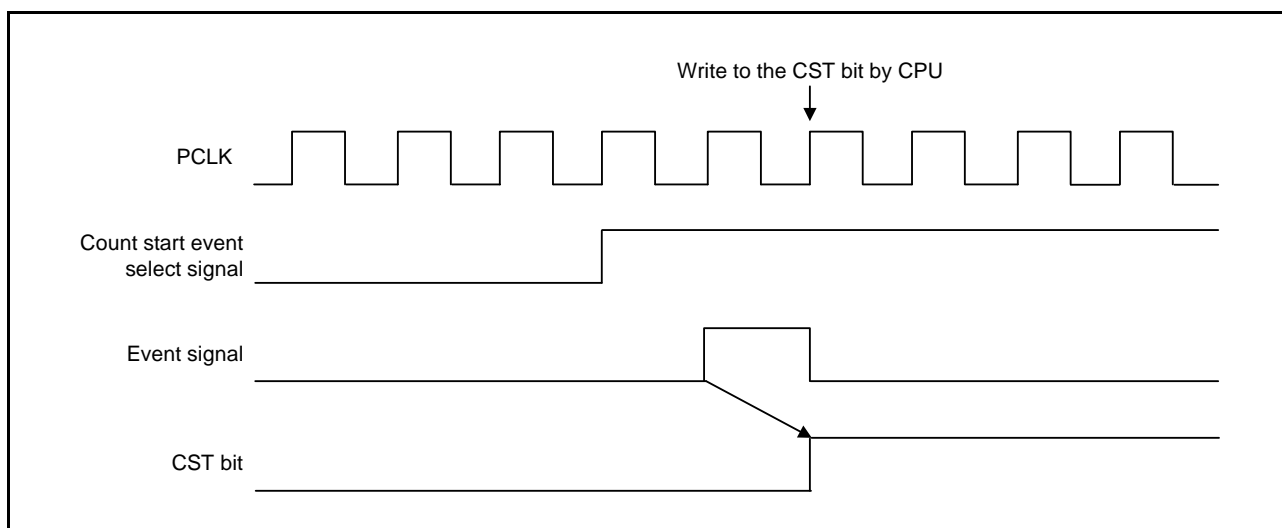 Write to the CST bit by CPU
PCLK
Count start event
select signal
Event signal
CST bit